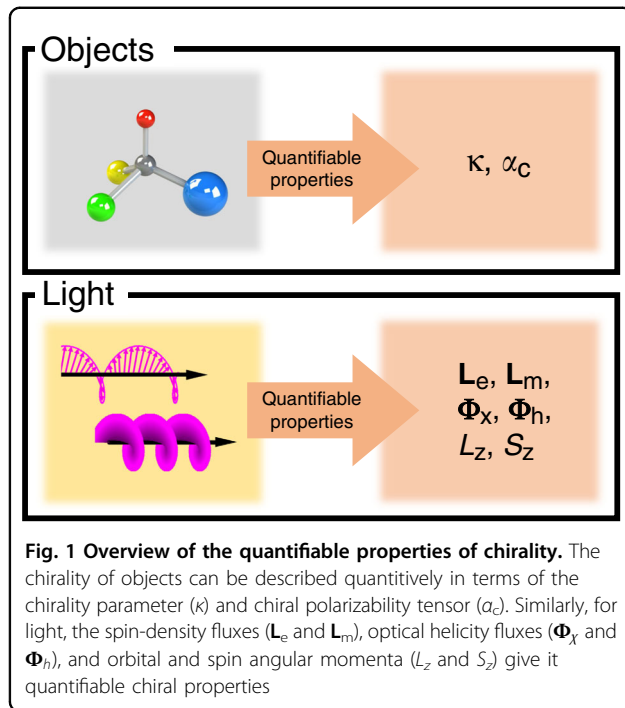 Objects
Quantifiable
properties
κ, αc
Light
Quantifiable
properties
Le, Lm,
Φx, Φh,
Lz, Sz
Fig. 1 Overview of the quantifiable properties of chirality. The
chirality of objects can be described quantitively in terms of the
chirality parameter (κ) and chiral polarizability tensor (αc). Similarly, for
light, the spin-density fluxes (Le and Lm), optical helicity fluxes (Φχ and
Φh), and orbital and spin angular momenta (Lz and Sz) give it
quantifiable chiral properties